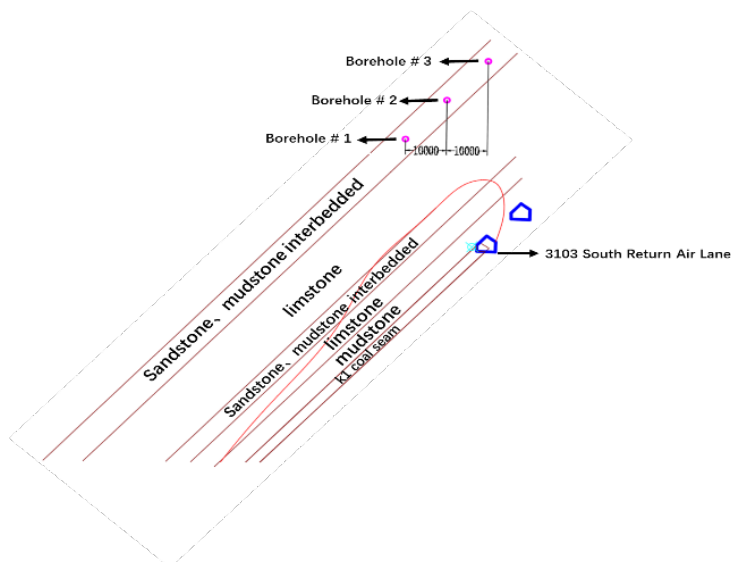 Borehole # 3
Borehole # 2
Borehole # 1
10000 10000
Sandstone、mudstone interbedded
limstone
Sandstone、mudstone interbedded
limstone
mudstone
k1 coal seam
3103 South Return Air Lane